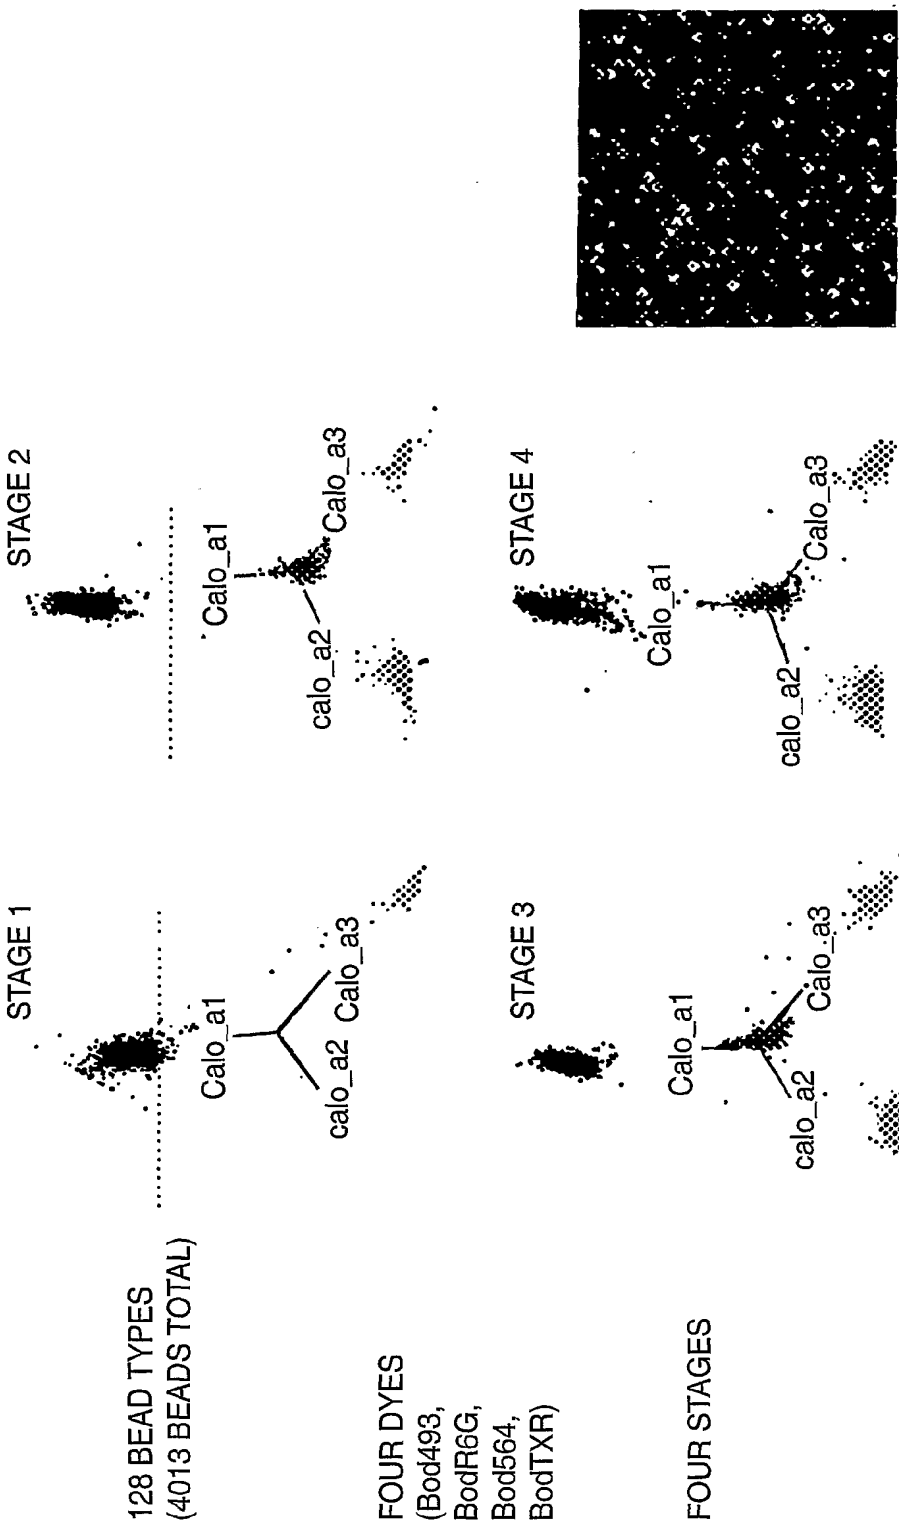 128 BEAD TYPES
(4013 BEADS TOTAL)
FOUR DYES
(Bod493,
BodR6G,
Bod564,
BodTXR)
FOUR STAGES
STAGE 1
Calo_a1
calo_a2
Calo_a3
STAGE 2
Calo_a1
calo_a2
Calo_a3
STAGE 3
Calo_a1
calo_a2
Calo_a3
STAGE 4
Calo_a1
calo_a2
Calo_a3